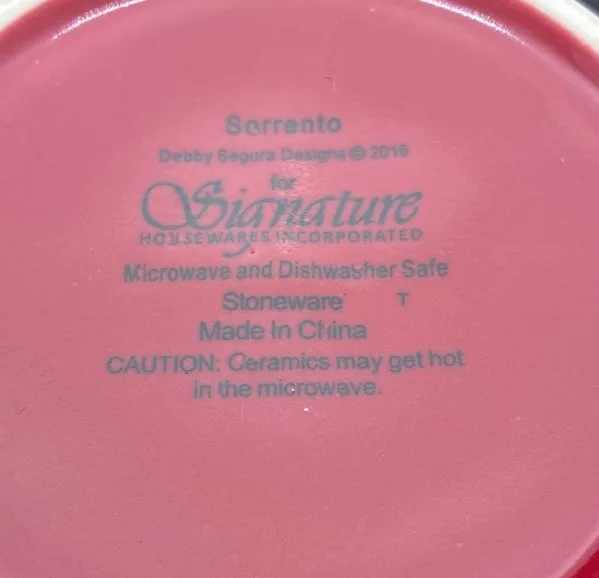 Sorrento
Debby Segura Designs © 2019
for
Signature
HOUSEWARES INCORPORATED
Microwave and Dishwasher Safe
Stoneware T
Made In China
CAUTION: Ceramics may get hot
in the microwave.